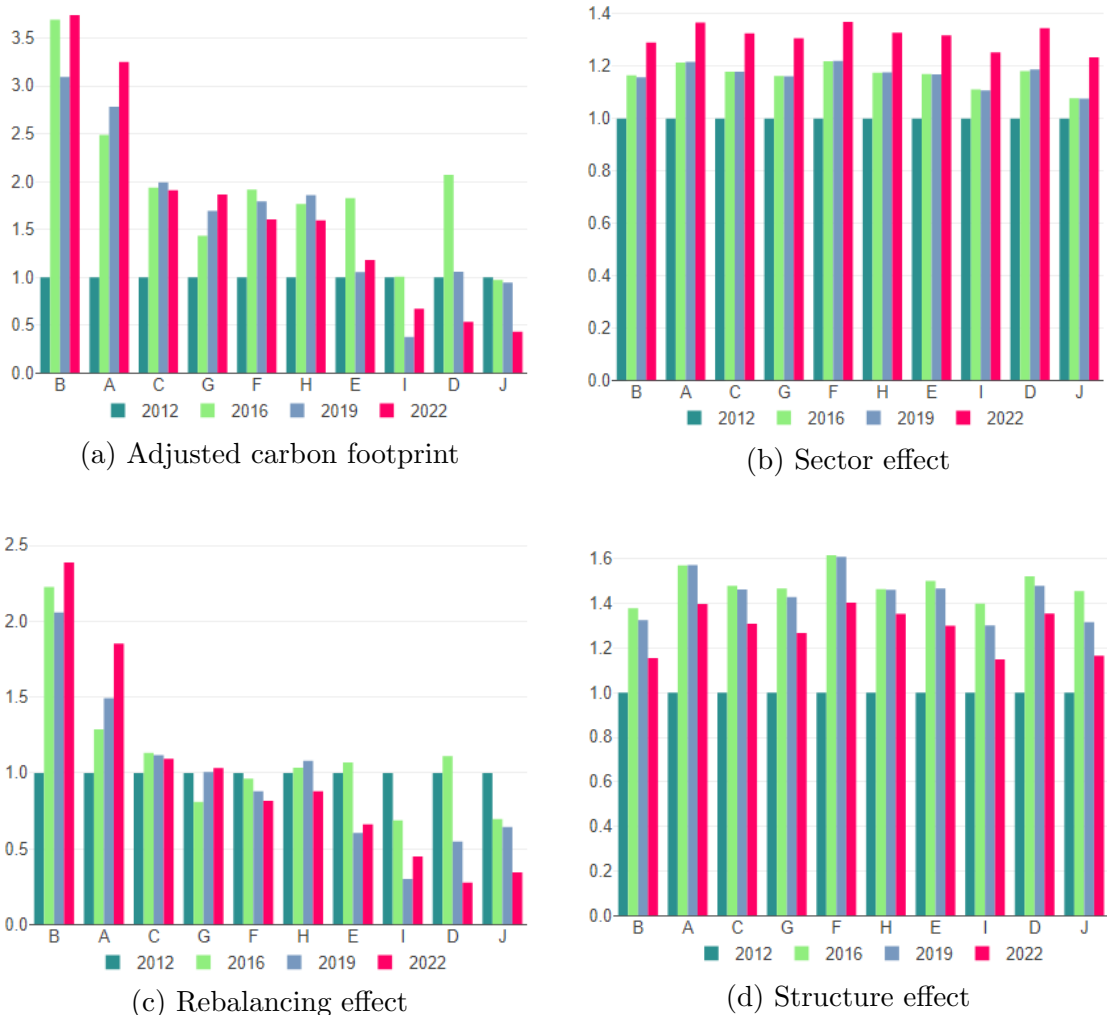 3.5
3.0
2.5
2.0
1.5
1.0
0.5
0.0
B A C G F H E I D J
2012 2016 2019 2022
(a) Adjusted carbon footprint
1.4
1.2
1.0
0.8
0.6
0.4
0.2
0.0
B A C G F H E I D J
2012 2016 2019 2022
(b) Sector effect
2.5
2.0
1.5
1.0
0.5
0.0
B A C G F H E I D J
2012 2016 2019 2022
(c) Rebalancing effect
1.6
1.4
1.2
1.0
0.8
0.6
0.4
0.2
0.0
B A C G F H E I D J
2012 2016 2019 2022
(d) Structure effect